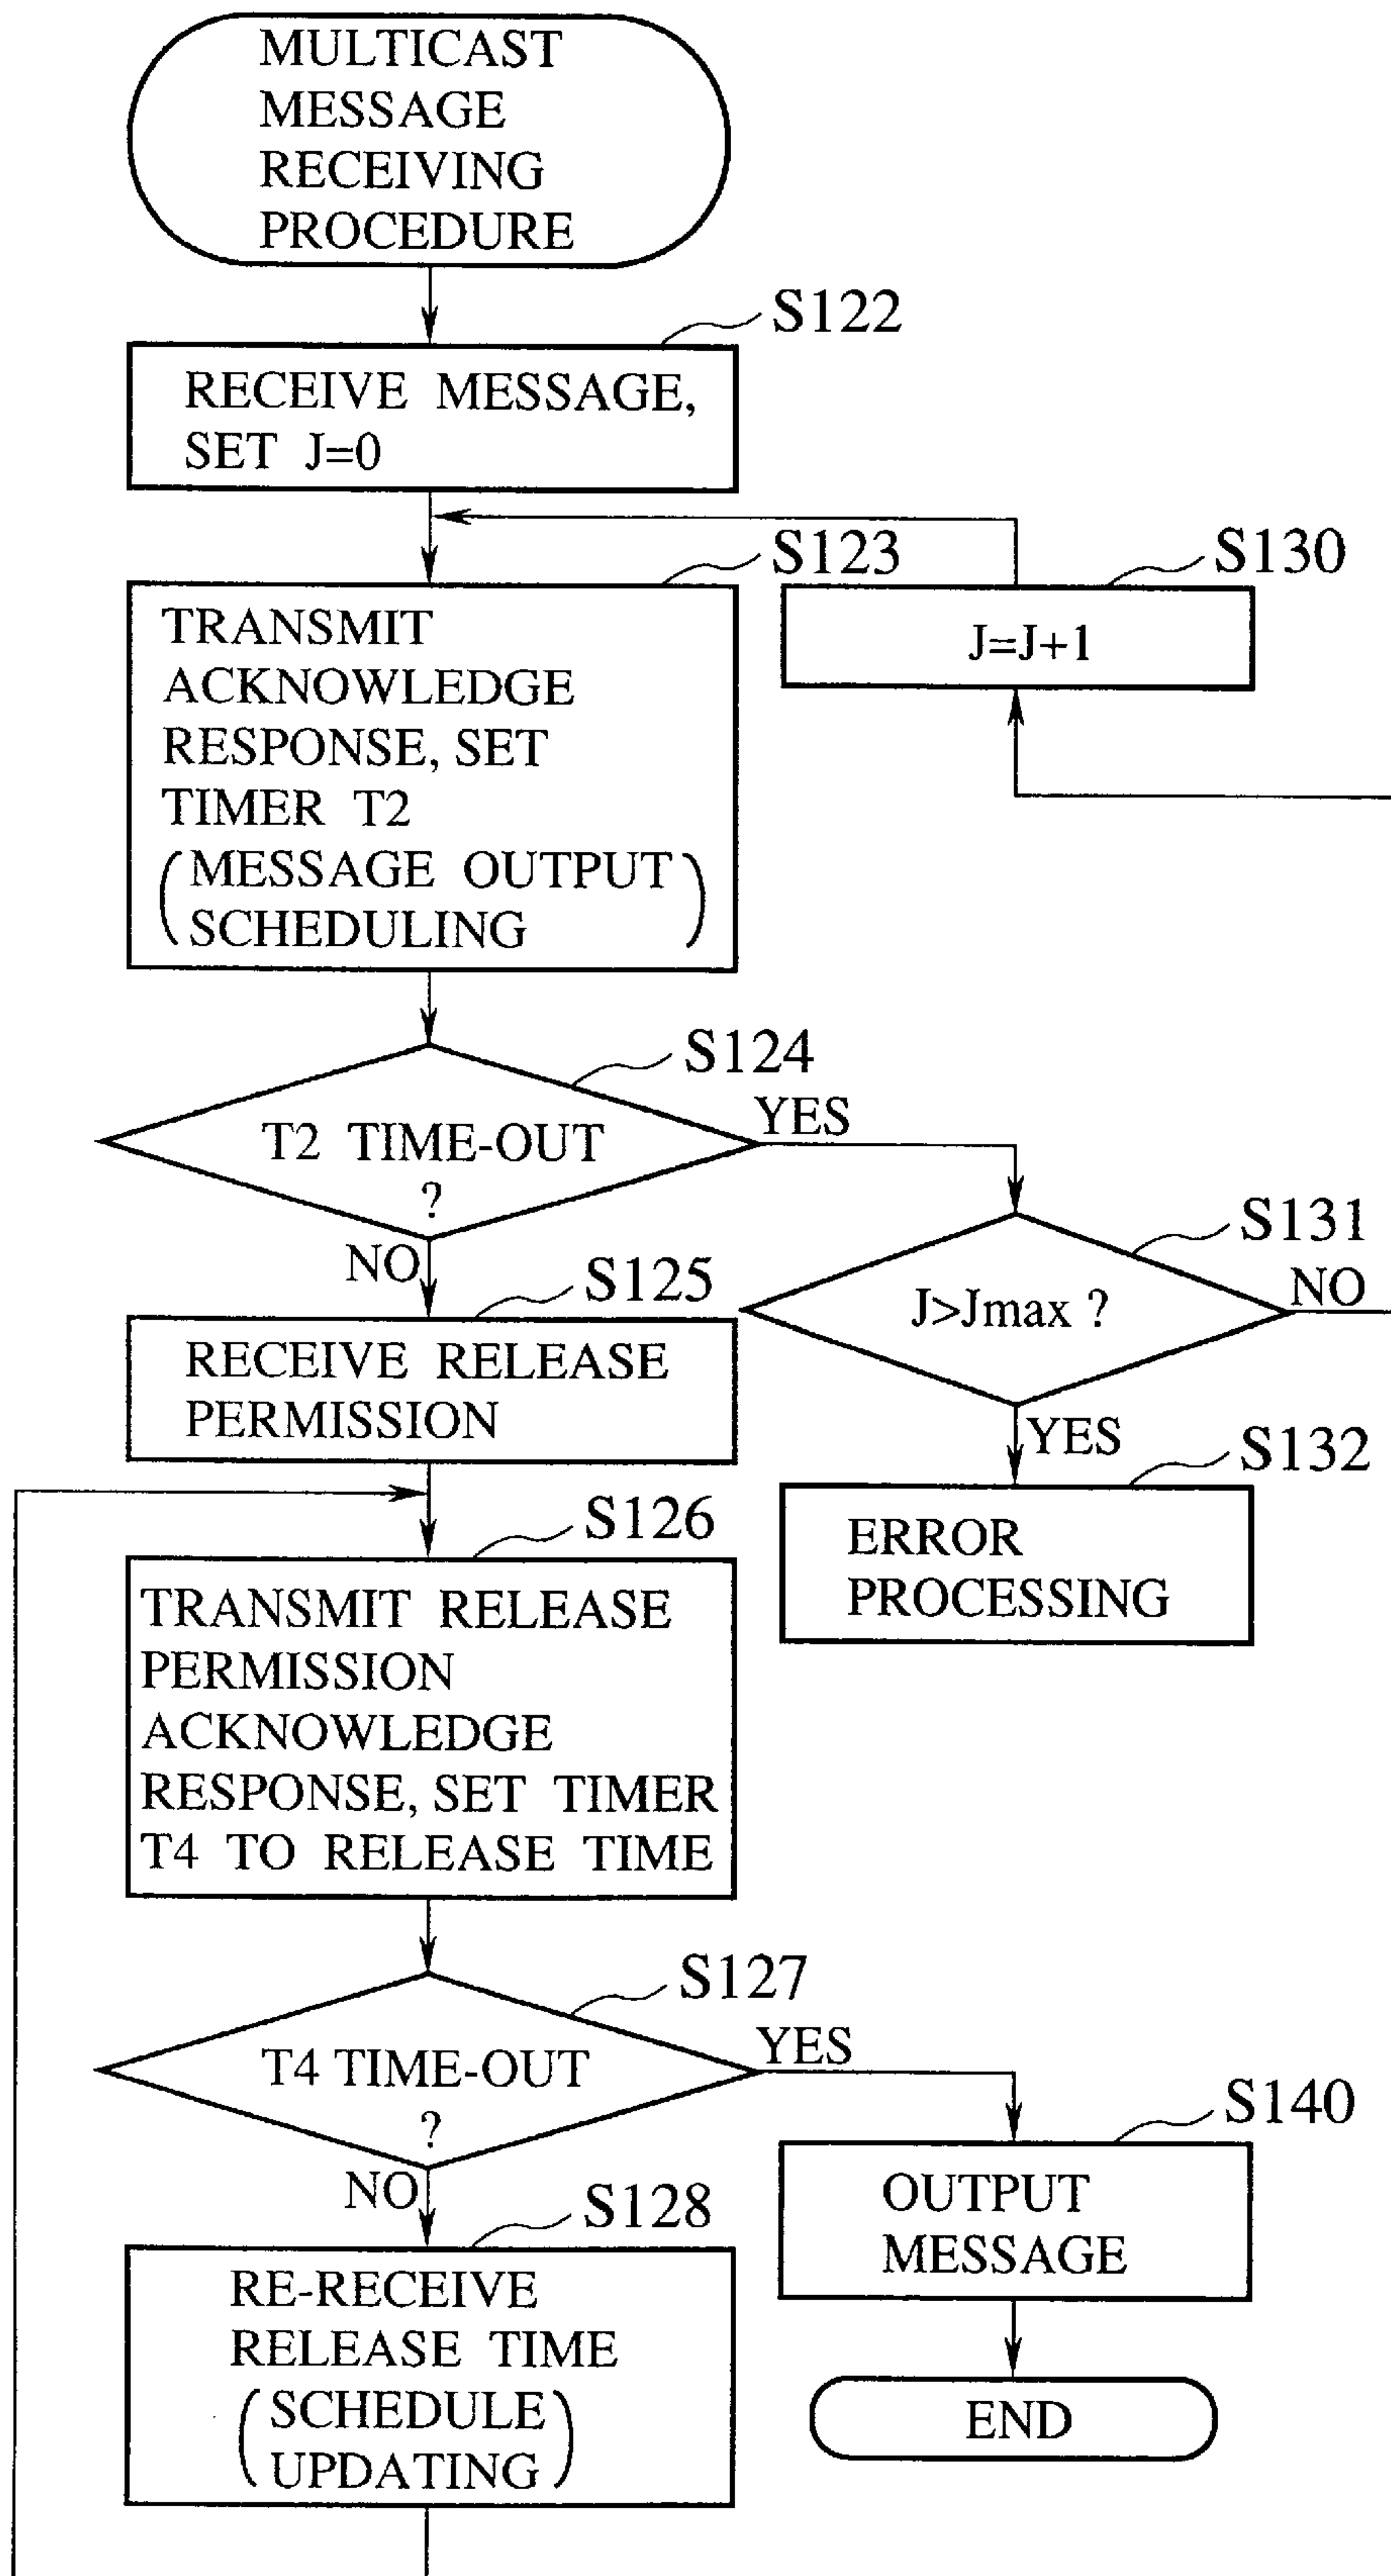 MULTICAST
MESSAGE
RECEIVING
PROCEDURE
S122
RECEIVE MESSAGE,
SET J=0
S123
TRANSMIT
ACKNOWLEDGE
RESPONSE, SET
TIMER T2
(MESSAGE OUTPUT
SCHEDULING)
S130
J=J+1
S124
T2 TIME-OUT
?
YES
NO
S131
J>Jmax ?
NO
YES
S125
RECEIVE RELEASE
PERMISSION
S132
ERROR
PROCESSING
S126
TRANSMIT RELEASE
PERMISSION
ACKNOWLEDGE
RESPONSE, SET TIMER
T4 TO RELEASE TIME
S127
T4 TIME-OUT
?
YES
NO
S140
OUTPUT
MESSAGE
S128
RE-RECEIVE
RELEASE TIME
(SCHEDULE
UPDATING)
END